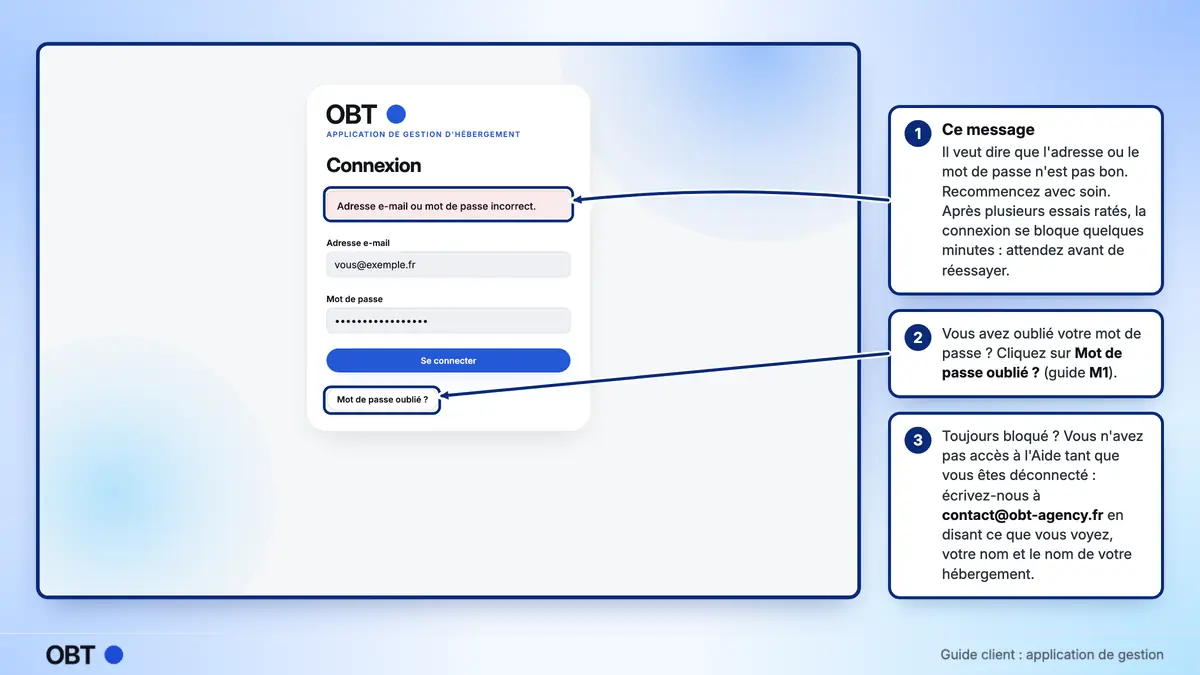 OBT
APPLICATION DE GESTION D'HÉBERGEMENT
Connexion
Adresse e-mail ou mot de passe incorrect.
Adresse e-mail
vous@exemple.fr
Mot de passe
•••••••••••••••••
Se connecter
Mot de passe oublié ?
1
Ce message
Il veut dire que l'adresse ou le
mot de passe n'est pas bon.
Recommencez avec soin.
Après plusieurs essais ratés, la
connexion se bloque quelques
minutes : attendez avant de
réessayer.
2
Vous avez oublié votre mot de
passe ? Cliquez sur Mot de
passe oublié ? (guide M1).
3
Toujours bloqué ? Vous n'avez
pas accès à l'Aide tant que
vous êtes déconnecté :
écrivez-nous à
contact@obt-agency.fr en
disant ce que vous voyez,
votre nom et le nom de votre
hébergement.
OBT
Guide client : application de gestion